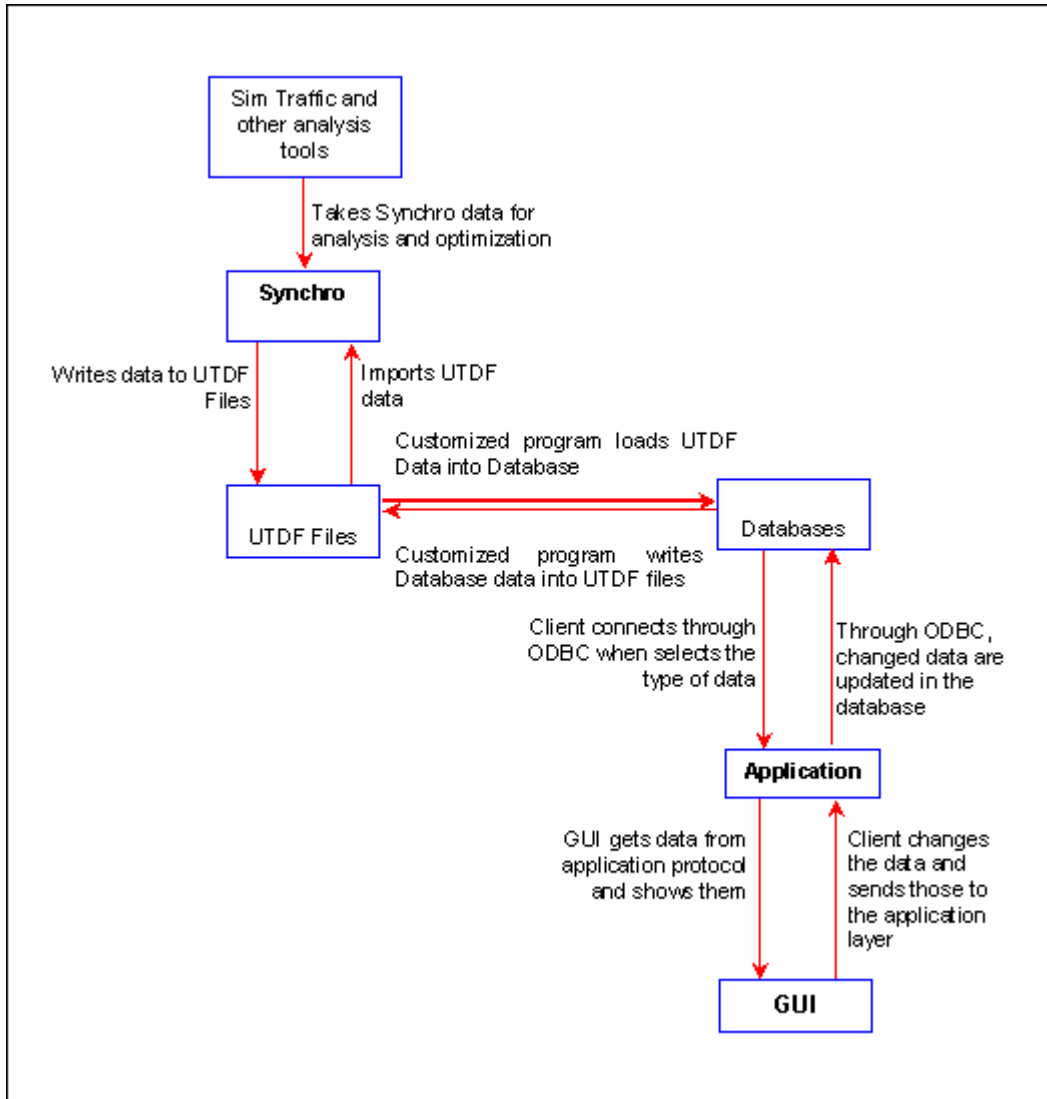 Sim Traffic and
other analysis
tools
Takes Synchro data for
analysis and optimization
Synchro
Writes data to UTDF
Files
Imports UTDF
data
Customized program loads UTDF
Data into Database
UTDF Files
Databases
Customized program writes
Database data into UTDF files
Client connects through
ODBC when selects the
type of data
Through ODBC,
changed data are
updated in the
database
Application
GUI gets data from
application protocol
and shows them
Client changes
the data and
sends those to
the application
layer
GUI